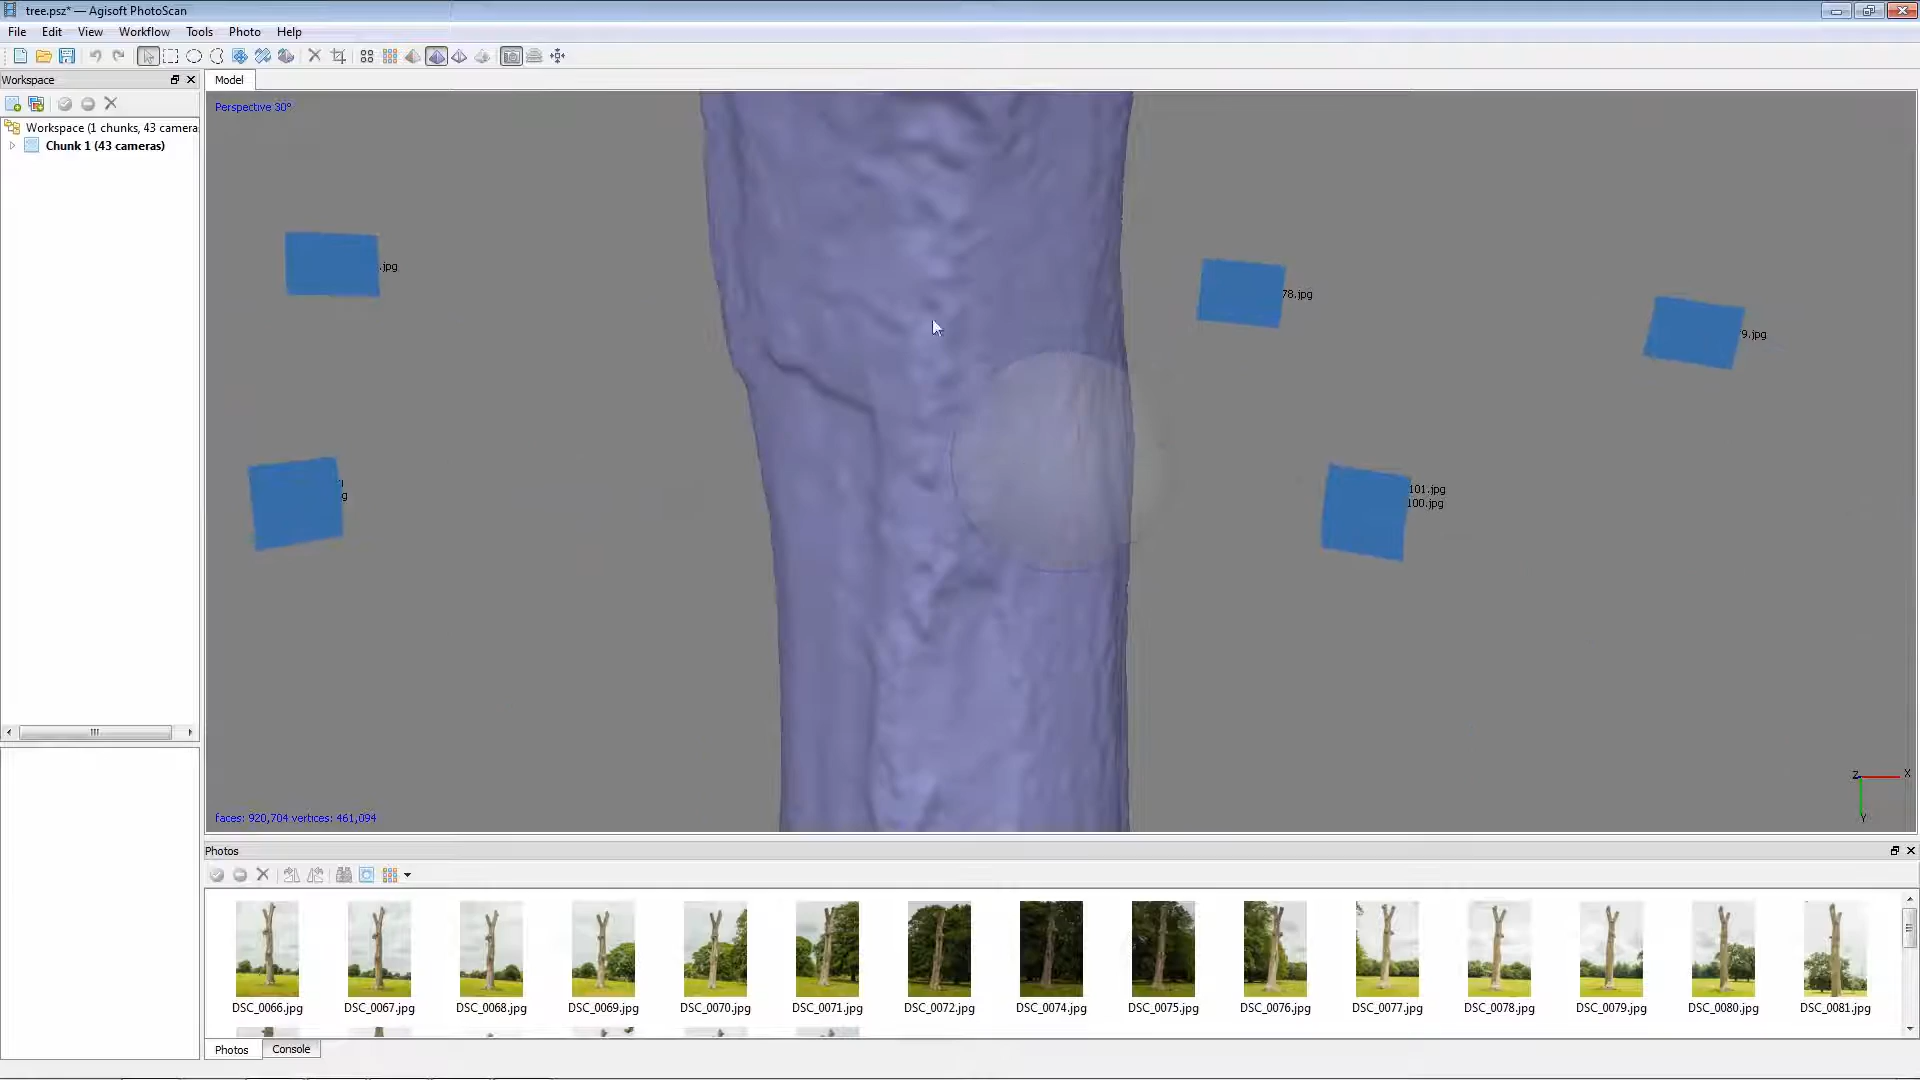 tree.psz* — Agisoft PhotoScan
File Edit View Workflow Tools Photo Help
Workspace
Model
Workspace (1 chunks, 43 camera
Chunk 1 (43 cameras)
Perspective 30°
.jpg
78.jpg
9.jpg
g
101.jpg
100.jpg
Z X
Y
faces: 920,704 vertices: 461,094
Photos
DSC_0066.jpg DSC_0067.jpg DSC_0068.jpg DSC_0069.jpg DSC_0070.jpg DSC_0071.jpg DSC_0072.jpg DSC_0074.jpg DSC_0075.jpg DSC_0076.jpg DSC_0077.jpg DSC_0078.jpg DSC_0079.jpg DSC_0080.jpg DSC_0081.jpg
Photos Console